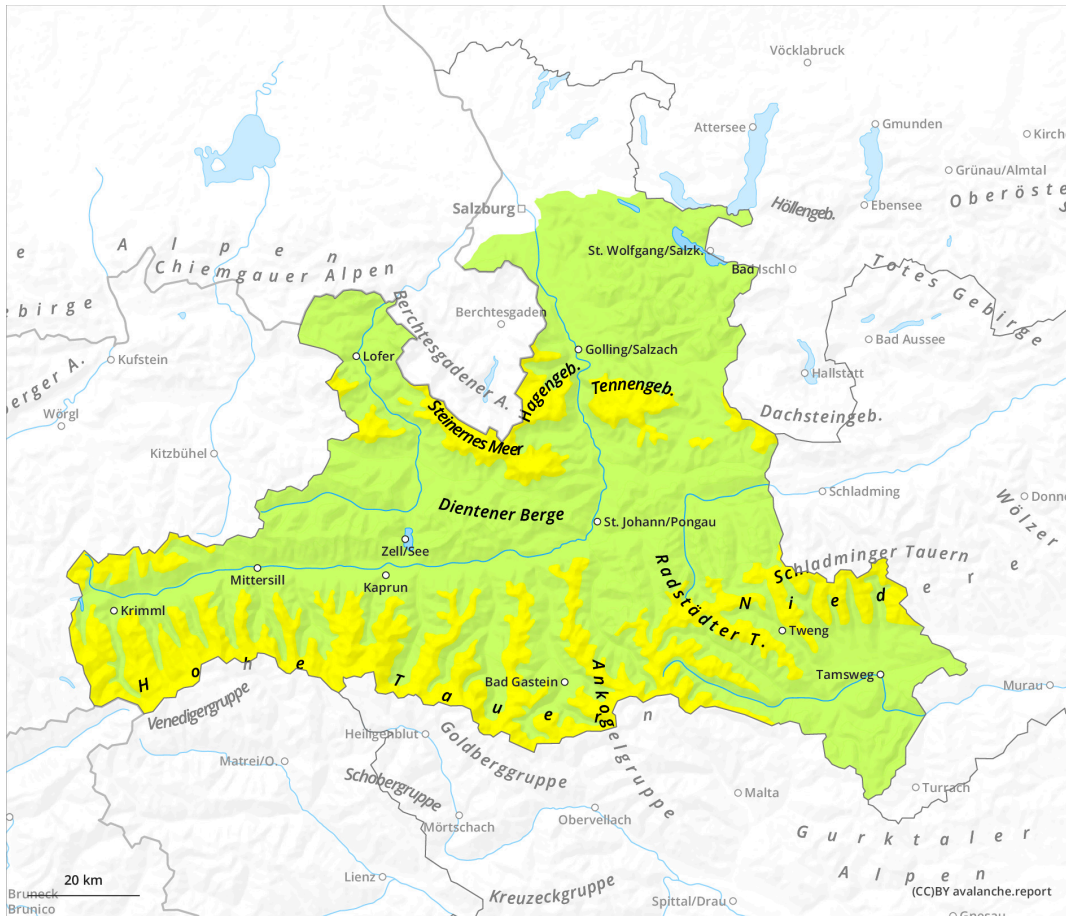 Vöcklabruck
Attersee
Gmunden
Kirch
Grünau/Almtal
Salzburg
Höllengeb.
Ebensee
Oberöste
S
e
Alpen
Chiemgauer Alpen
St. Wolfgang/Salzk.
Bad Ischl
Totes Gebirge
ebirge
Berchtesgaden
Berchtesgadener A.
Bad Aussee
Kufstein
Lofer
Golling/Salzach
Hallstatt
berger A.
Hagengeb.
Tennengeb.
Wörgl
Steinernes Meer
Dachsteingeb.
Kitzbühel
Schladming
Donne
Wölzer
Dientener Berge
St. Johann/Pongau
Zell/See
Schladminger Tauern
ere
Mittersill
Kaprun
Radstädter T.
Nied
Krimml
Tweng
Hohe Tauern
Bad Gastein
Ankogelgruppe
Tamsweg
Murau
Venedigergruppe
Heiligenblut
Goldberggruppe
Matrei/O.
Schobergruppe
Malta
Turrach
Mörtschach
Obervellach
Gurktaler
Alpen
20 km
Lienz
Kreuzeckgruppe
Bruneck
Brunico
Spittal/Drau
(CC)BY avalanche.report
Gnesau